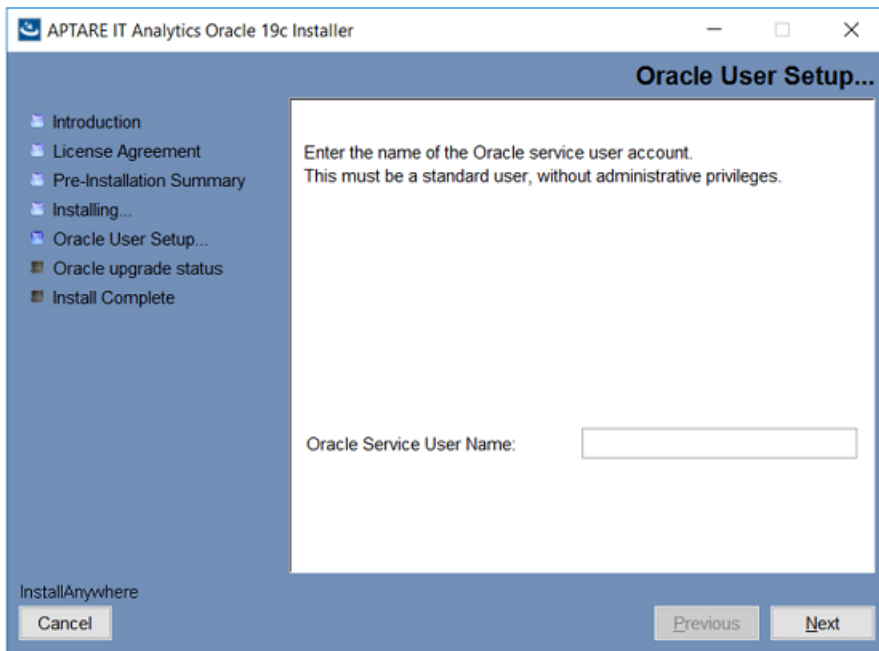 APTARE IT Analytics Oracle 19c Installer
Oracle User Setup...
Introduction
License Agreement
Pre-Installation Summary
Installing...
Oracle User Setup...
Oracle upgrade status
Install Complete
Enter the name of the Oracle service user account.
This must be a standard user, without administrative privileges.
Oracle Service User Name:
InstallAnywhere
Cancel
Previous
Next